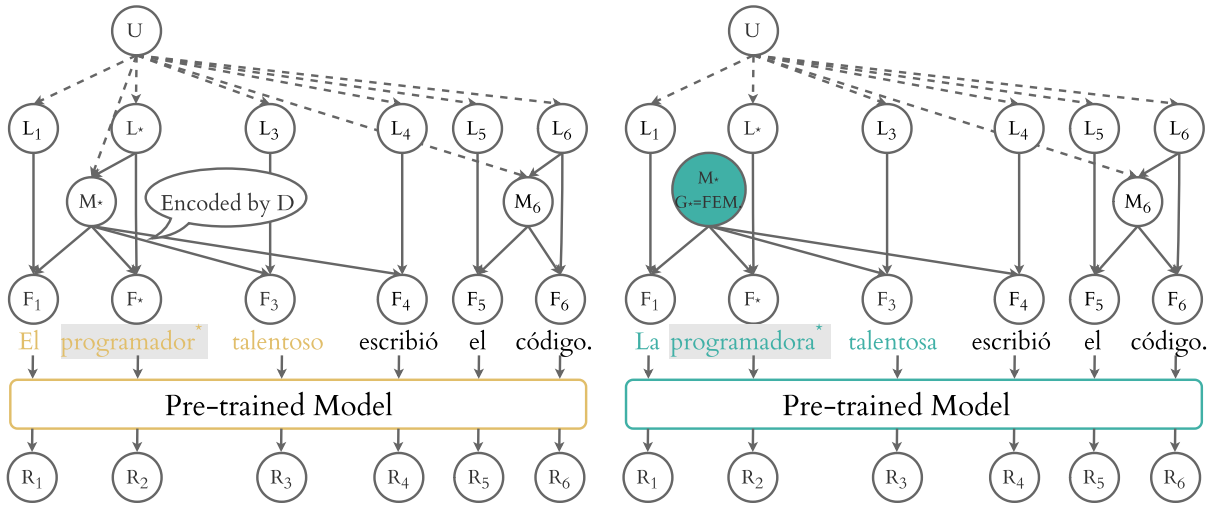 U U
L1 L⋆ L3 L4 L5 L6 L1 L⋆ L3 L4 L5 L6
M⋆ Encoded by D M6 M⋆ G⋆=FEM. M6
F1 F⋆ F3 F4 F5 F6 F1 F⋆ F3 F4 F5 F6
El programador* talentoso escribió el código. La programadora* talentosa escribió el código.
Pre-trained Model Pre-trained Model
R1 R2 R3 R4 R5 R6 R1 R2 R3 R4 R5 R6